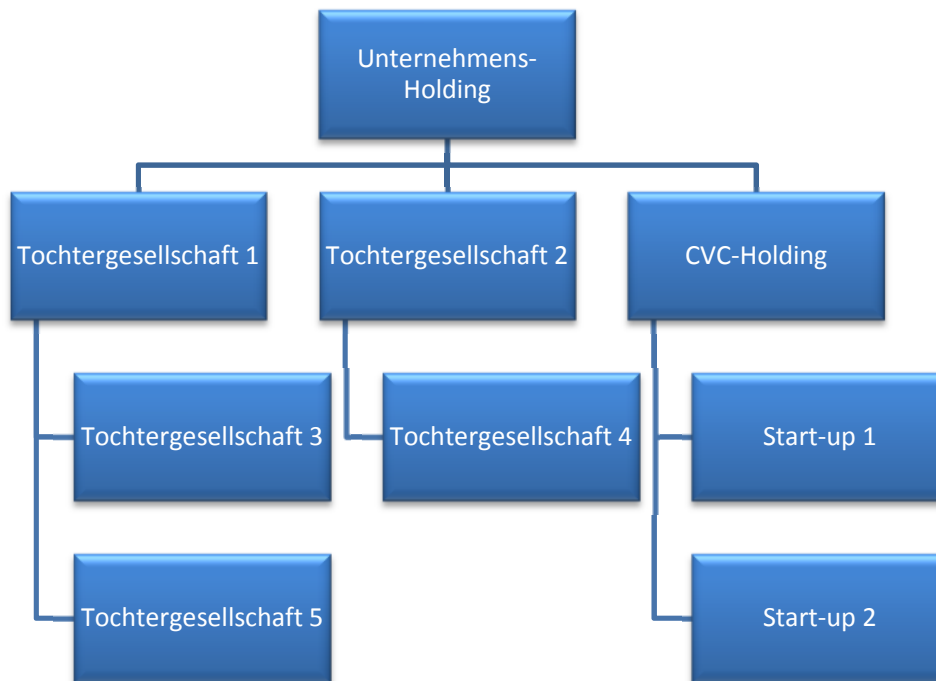 Unternehmens-
Holding
Tochtergesellschaft 1
Tochtergesellschaft 2
CVC-Holding
Tochtergesellschaft 3
Tochtergesellschaft 4
Start-up 1
Tochtergesellschaft 5
Start-up 2